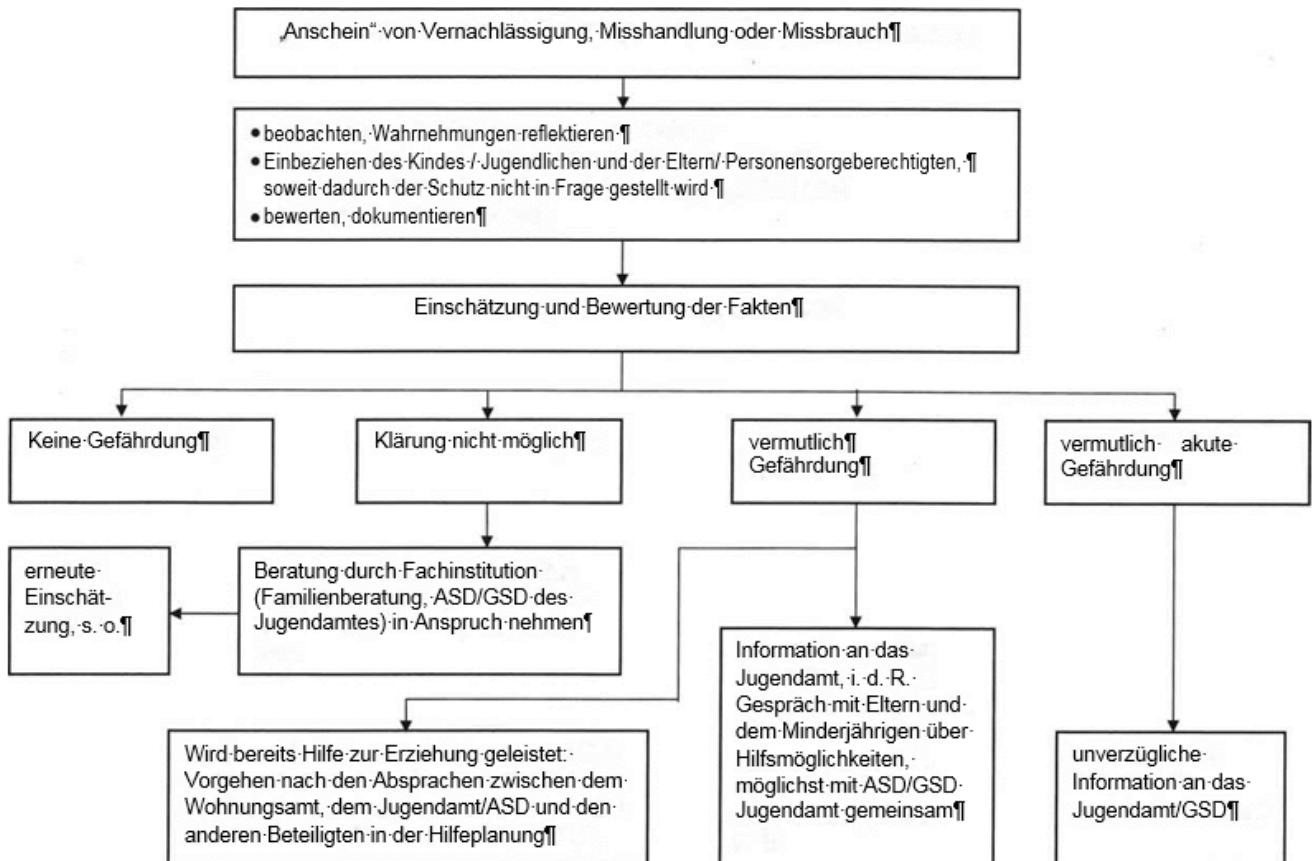 „Anschein“ von Vernachlässigung, Misshandlung oder Missbrauch¶
● beobachten, Wahrnehmungen reflektieren ¶
● Einbeziehen des Kindes / Jugendlichen und der Eltern/ Personensorgeberechtigten, ¶
soweit dadurch der Schutz nicht in Frage gestellt wird ¶
● bewerten, dokumentieren¶
Einschätzung und Bewertung der Fakten¶
Keine Gefährdung¶
Klärung nicht möglich¶
vermutlich¶
Gefährdung¶
vermutlich akute
Gefährdung¶
erneute
Einschät-
zung, s. o.¶
Beratung durch Fachinstitution
(Familienberatung, ASD/GSD des
Jugendamtes) in Anspruch nehmen¶
Wird bereits Hilfe zur Erziehung geleistet:
Vorgehen nach den Absprachen zwischen dem
Wohnungsamt, dem Jugendamt/ASD und den
anderen Beteiligten in der Hilfeplanung¶
Information an das
Jugendamt, i. d. R.
Gespräch mit Eltern und
dem Minderjährigen über
Hilfsmöglichkeiten,
möglichst mit ASD/GSD
Jugendamt gemeinsam¶
unverzügliche
Information an das
Jugendamt/GSD¶